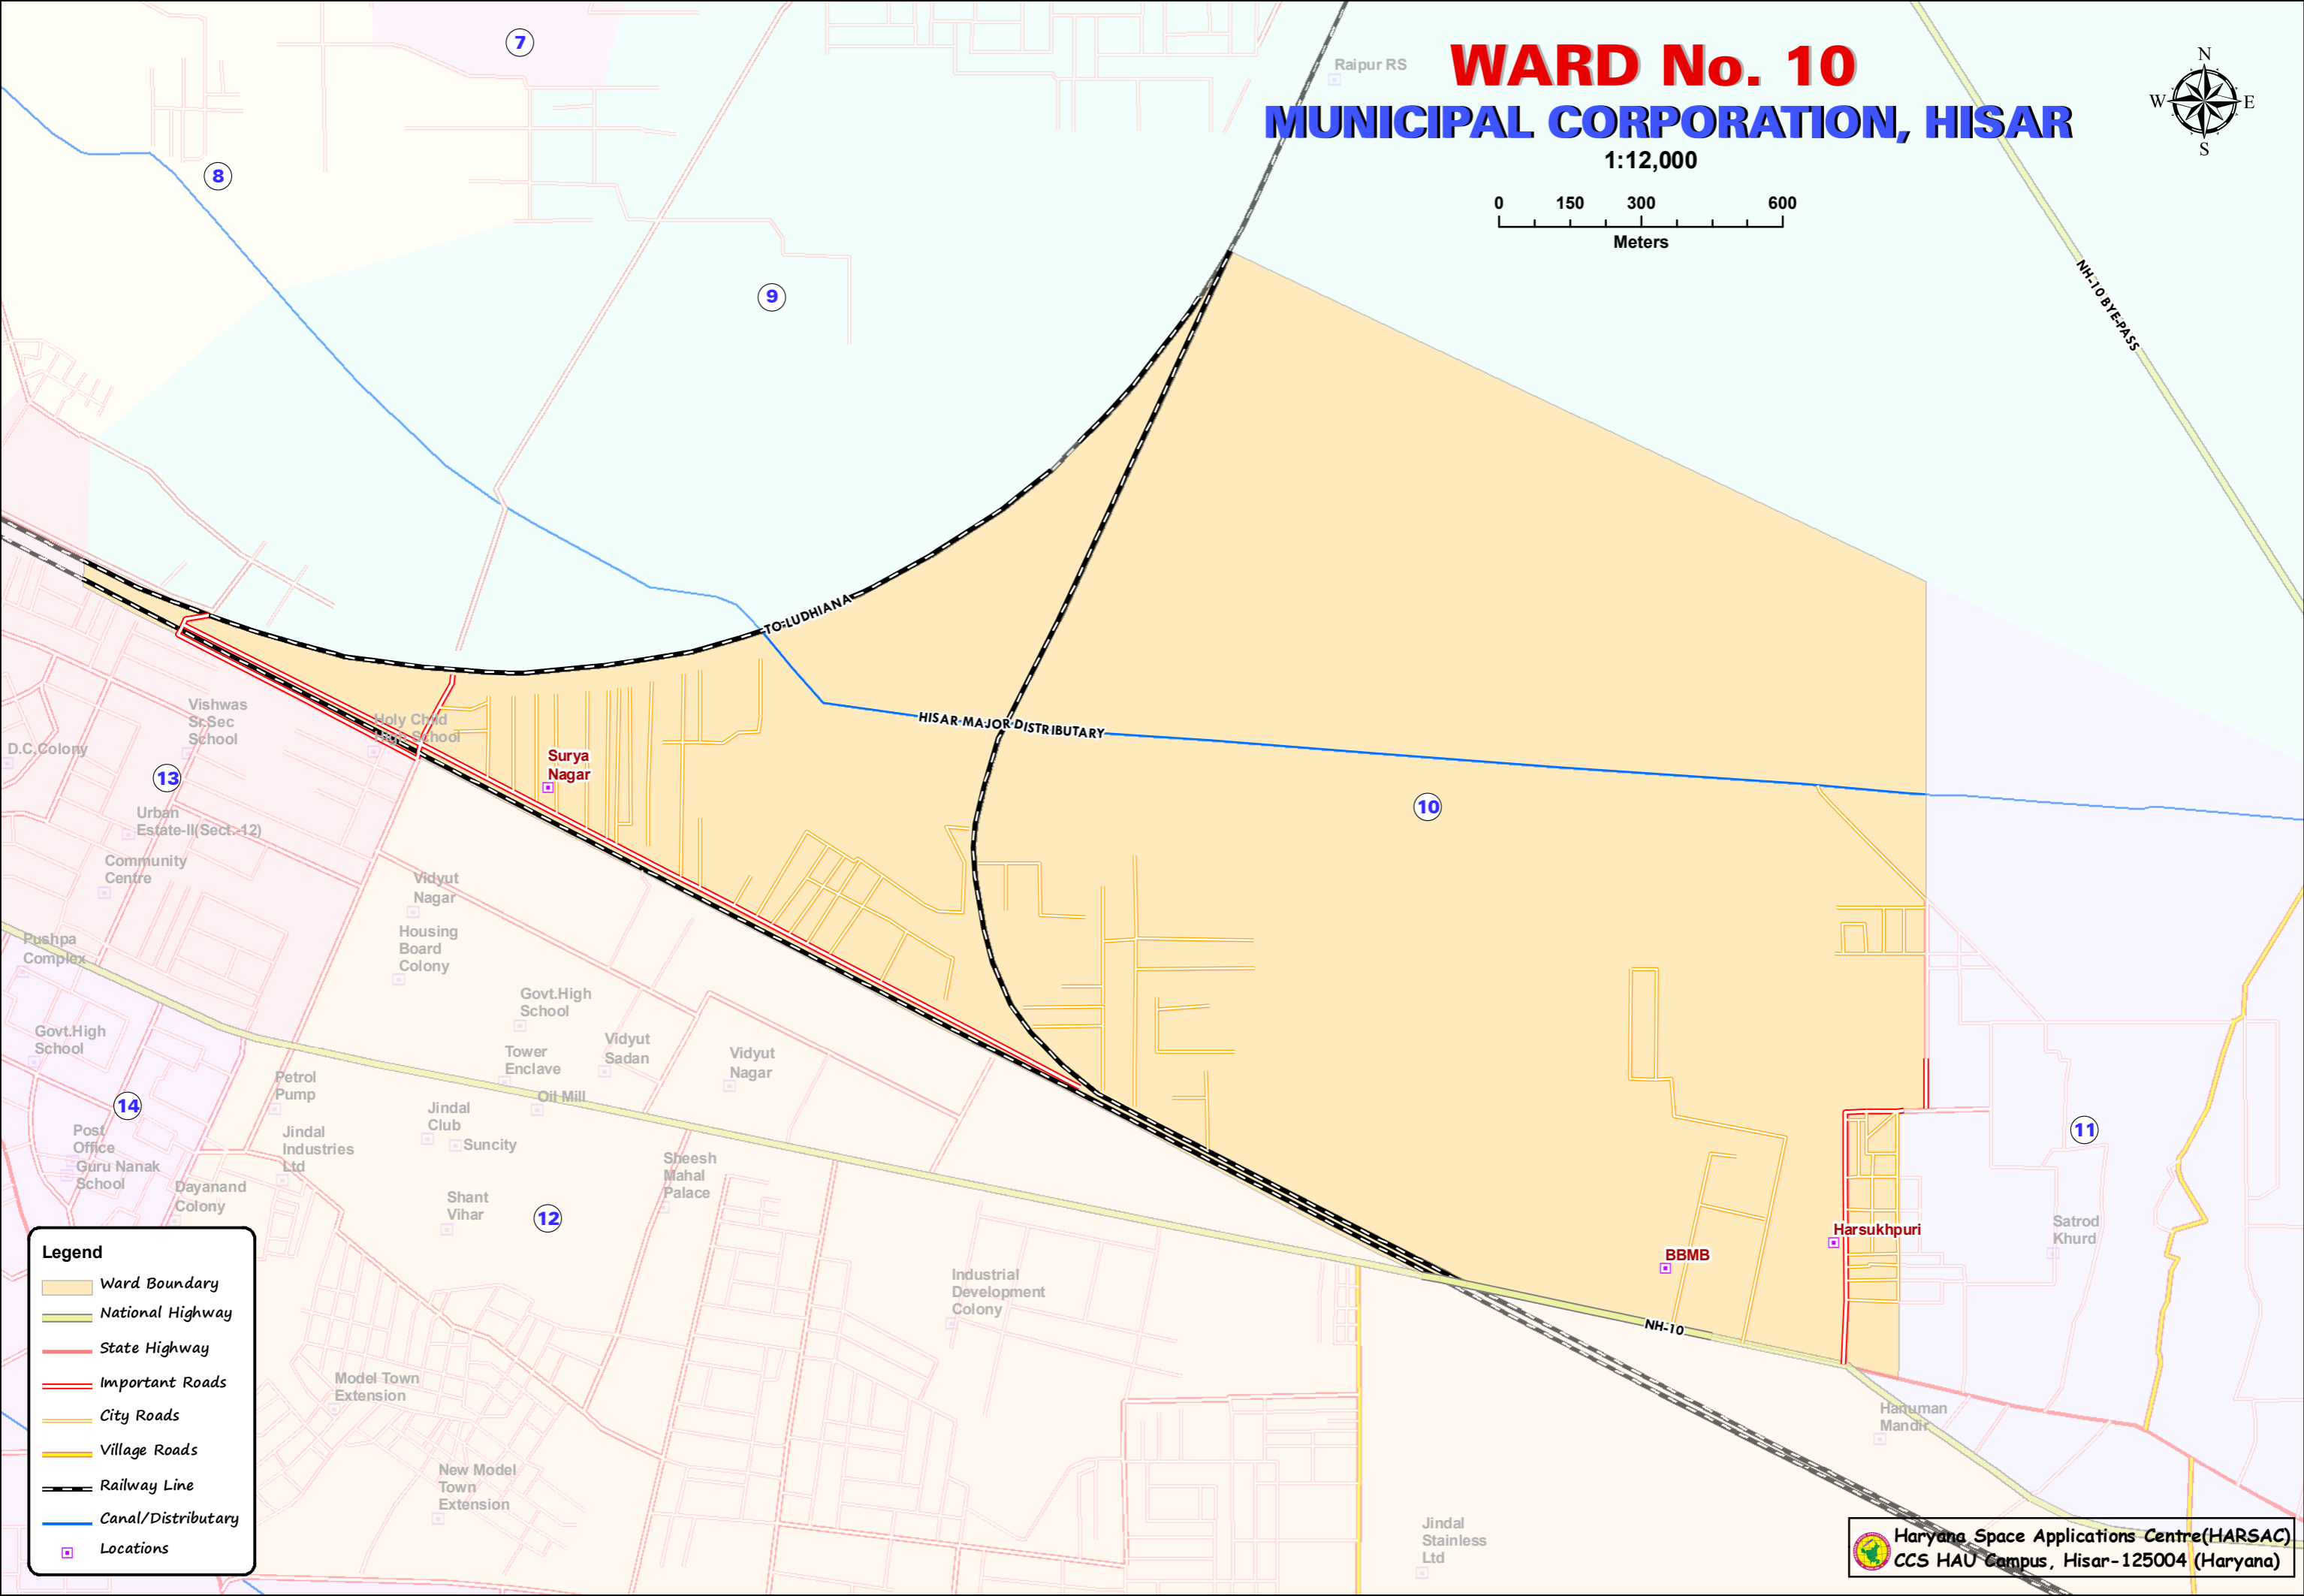 WARD No. 10
MUNICIPAL CORPORATION, HISAR
1:12,000
0 150 300 600
Meters
N
W E
S
Raipur RS
NH-10 BYE-PASS
7
8
9
TO LUDHIANA
HISAR MAJOR DISTRIBUTARY
Vishwas
Sr.Sec
School
Holy Child
High School
D.C.Colony
Surya
Nagar
13
10
Urban
Estate-II(Sect.-12)
Community
Centre
Vidyut
Nagar
Housing
Board
Colony
Pushpa
Complex
Govt.High
School
Govt.High
School
Tower
Enclave
Vidyut
Sadan
Vidyut
Nagar
Oil Mill
Petrol
Pump
14
Jindal
Club
Suncity
11
Post
Office
Guru Nanak
School
Jindal
Industries
Ltd
Sheesh
Mahal
Palace
Dayanand
Colony
Shant
Vihar
12
Harsukhpuri
Satrod
Khurd
BBMB
Industrial
Development
Colony
NH-10
Model Town
Extension
Hanuman
Mandir
New Model
Town
Extension
Jindal
Stainless
Ltd
Legend
Ward Boundary
National Highway
State Highway
Important Roads
City Roads
Village Roads
Railway Line
Canal/Distributary
Locations
Haryana Space Applications Centre(HARSAC)
CCS HAU Campus, Hisar-125004 (Haryana)